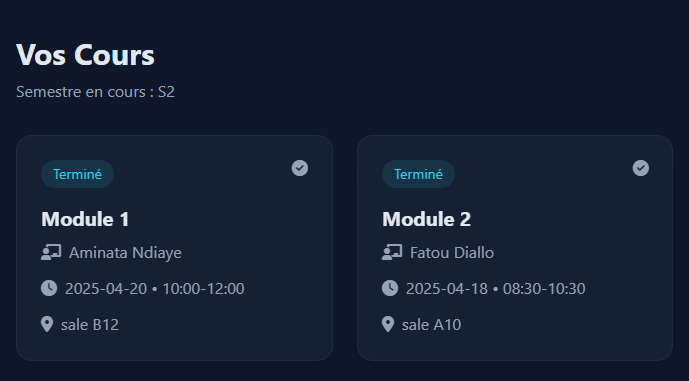 Vos Cours
Semestre en cours : S2
Terminé
Module 1
Aminata Ndiaye
2025-04-20 • 10:00-12:00
sale B12
Terminé
Module 2
Fatou Diallo
2025-04-18 • 08:30-10:30
sale A10